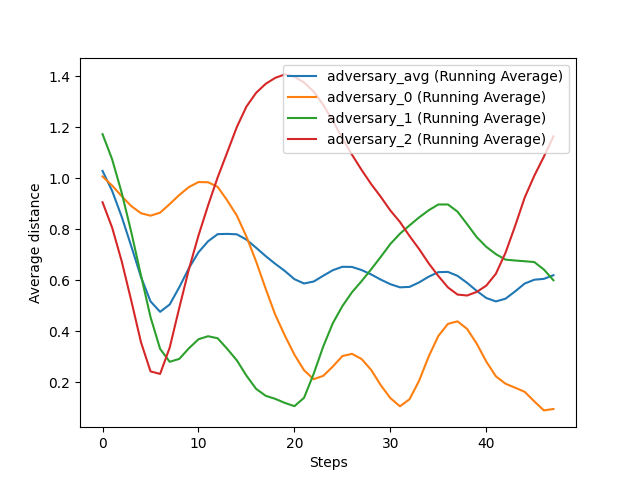 adversary_avg (Running Average)
adversary_0 (Running Average)
adversary_1 (Running Average)
adversary_2 (Running Average)
1.4
1.2
1.0
0.8
0.6
0.4
0.2
Average distance
0
10
20
30
40
Steps